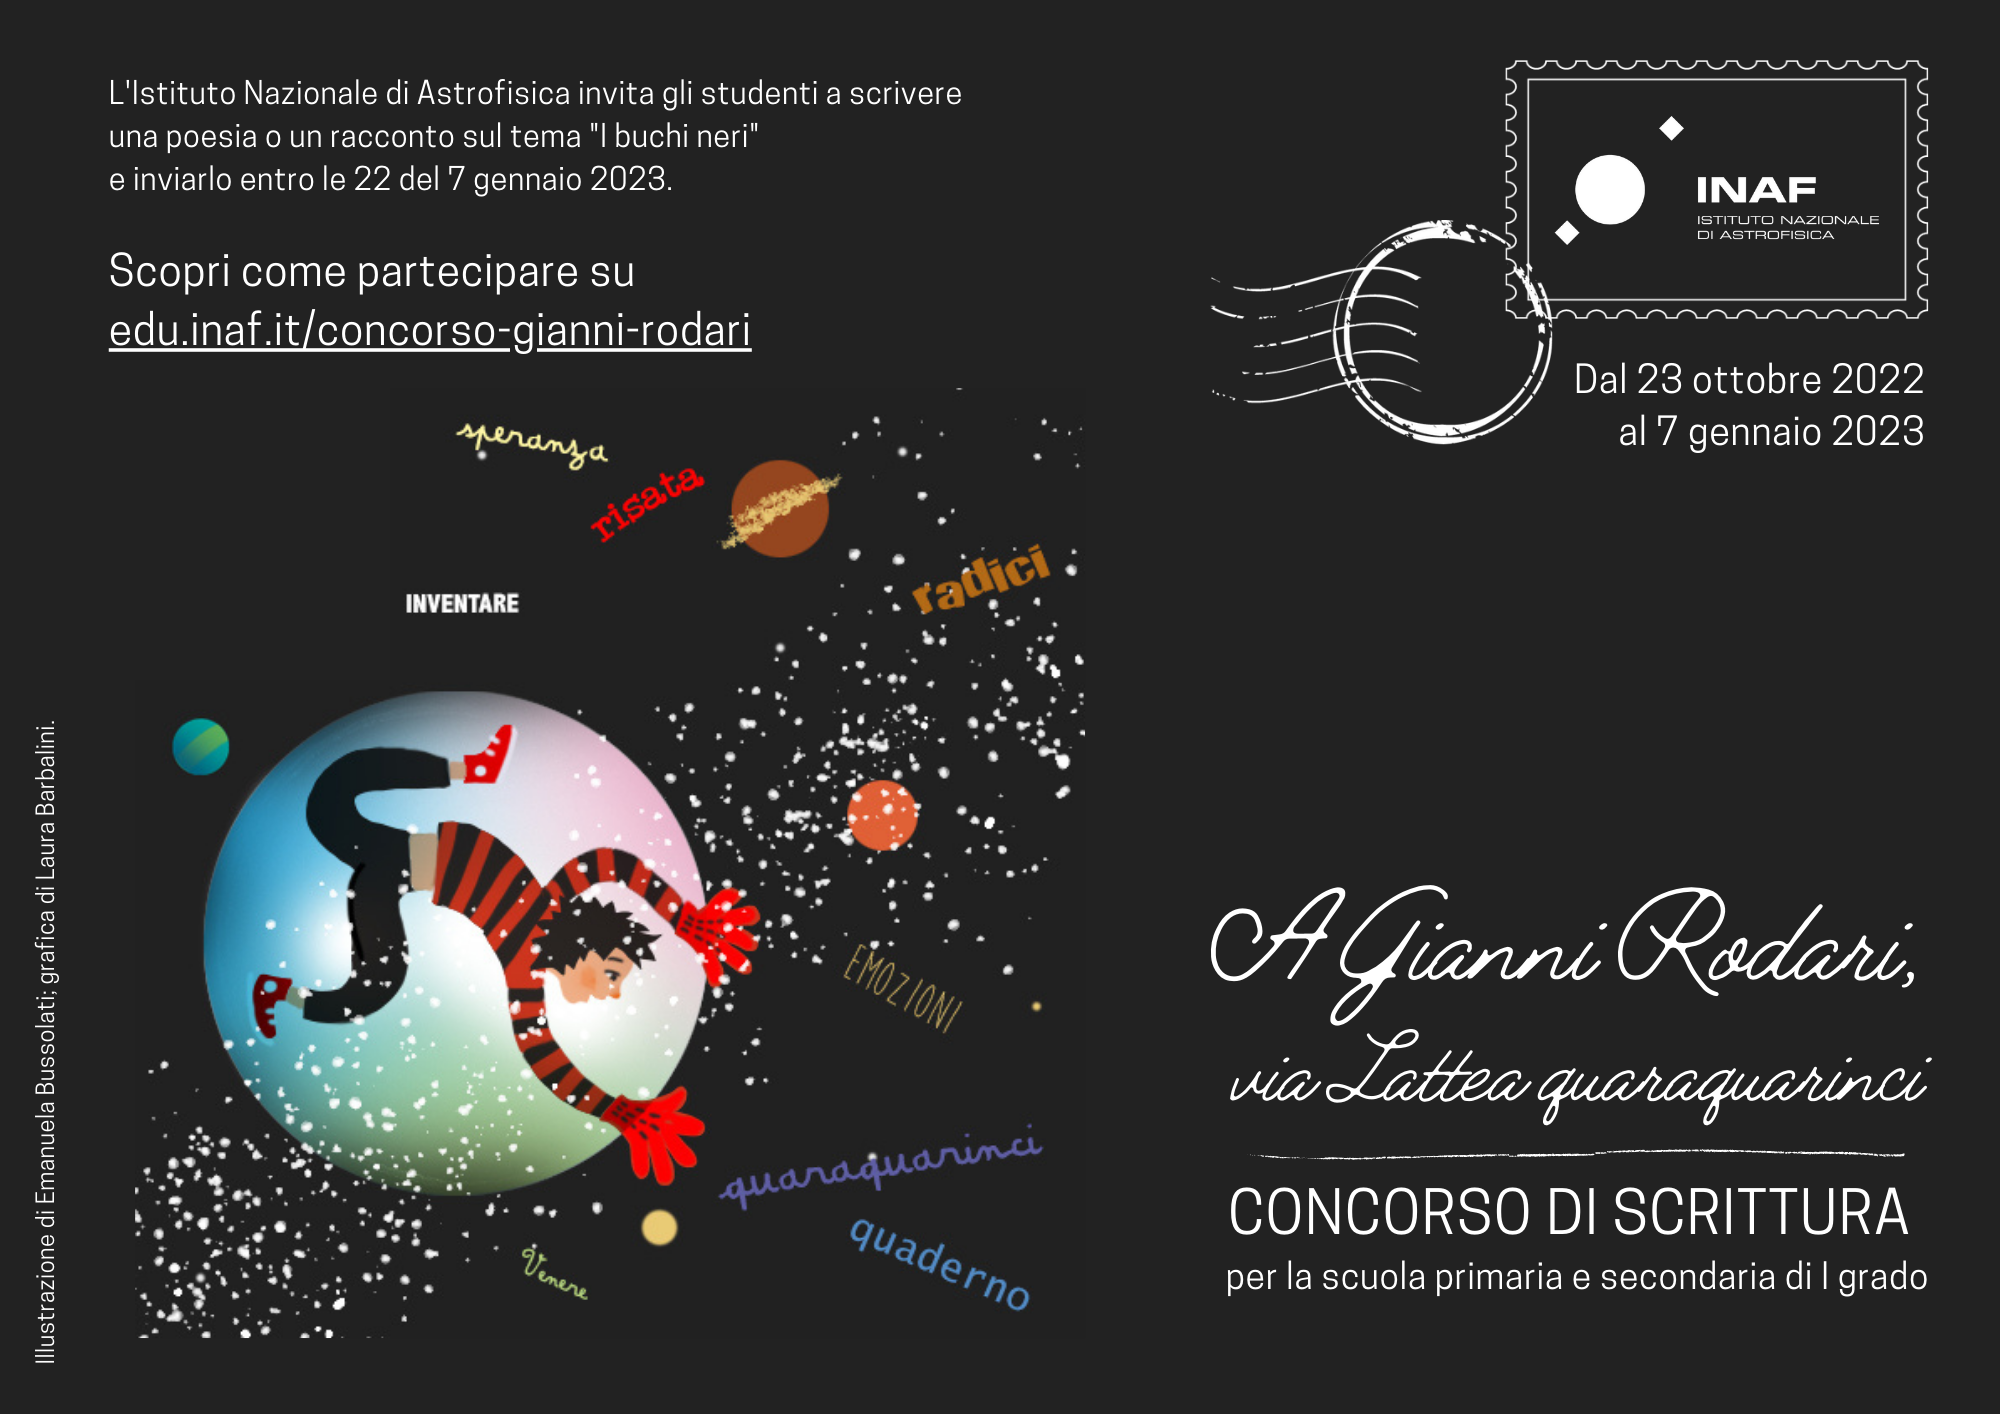 L'Istituto Nazionale di Astrofisica invita gli studenti a scrivere
una poesia o un racconto sul tema "I buchi neri"
e inviarlo entro le 22 del 7 gennaio 2023.
Scopri come partecipare su
edu.inaf.it/concorso-gianni-rodari
INAF
ISTITUTO NAZIONALE
DI ASTROFISICA
Dal 23 ottobre 2022
al 7 gennaio 2023
speranza
risata
radici
INVENTARE
EMOZIONI
quaraquarinci
quaderno
Venere
A Gianni Rodari,
via Lattea quaraquarinci
CONCORSO DI SCRITTURA
per la scuola primaria e secondaria di I grado
Illustrazione di Emanuela Bussolati; grafica di Laura Barbalini.